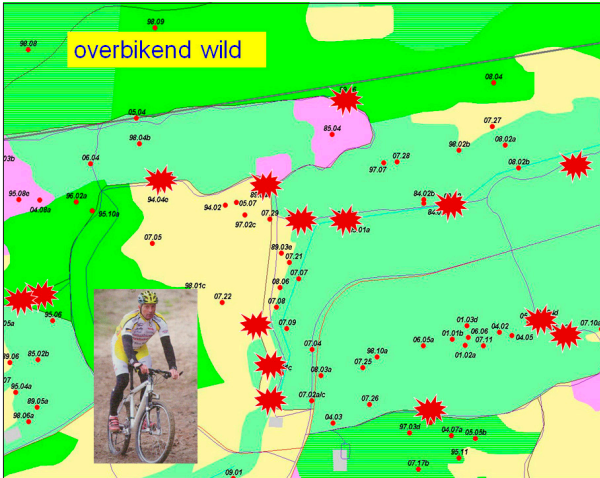 98.09
overbikend wild
98.08
08.04
05.04
07.27
85.04
98.04b
08.02a
98.02b
03b
06.04
97.07
07.28
08.02b
95.08c
04.08a
96.02a
94.04c
95.10a
94.02
05.07
97.02c
07.29
84.02b
07.05
89.03e
07.21
07.07
98.01c
08.06
07.22
07.08
95.06
07.09
01.03d
06.06
04.02
04.05
07.10a
01.01b
07.11
01.02a
06.05a
07.04
98.10a
07.25
08.03a
85.02b
95.04a
89.05a
98.06a
07.02a/c
07.26
04.03
97.03d
04.07a
05.05b
95.11
07.17b
09.01